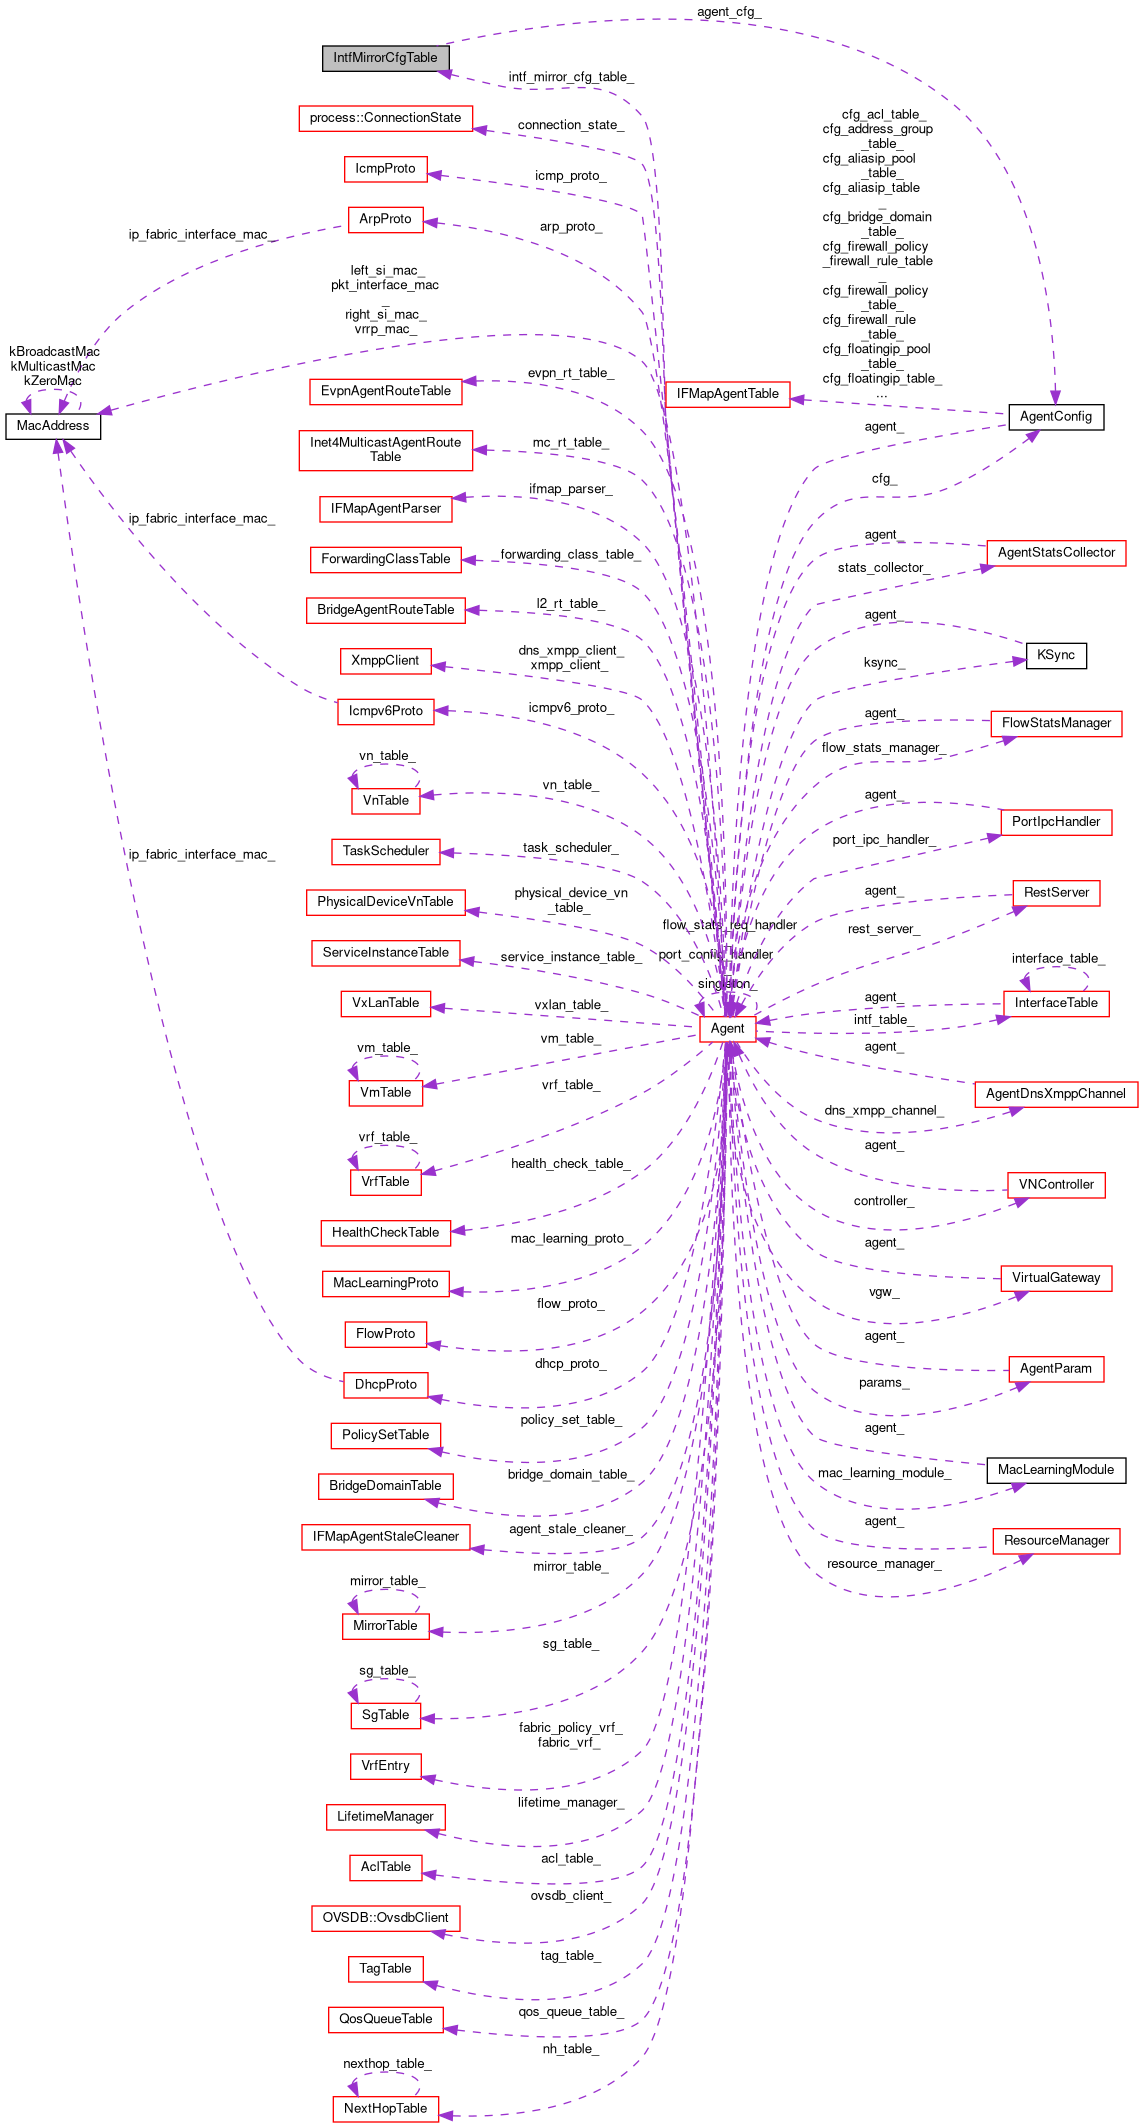 agent_cfg_
IntfMirrorCfgTable
intf_mirror_cfg_table_
process::ConnectionState
connection_state_
IcmpProto
icmp_proto_
ArpProto
arp_proto_
ip_fabric_interface_mac_
left_si_mac_
pkt_interface_mac
_
right_si_mac_
vrrp_mac_
kBroadcastMac
kMulticastMac
kZeroMac
MacAddress
cfg_acl_table_
cfg_address_group
_table_
cfg_aliasip_pool
_table_
cfg_aliasip_table
_
cfg_bridge_domain
_table_
cfg_firewall_policy
_firewall_rule_table
_
cfg_firewall_policy
_table_
cfg_firewall_rule
_table_
cfg_floatingip_pool
_table_
cfg_floatingip_table_
...
IFMapAgentTable
AgentConfig
agent_
cfg_
EvpnAgentRouteTable
evpn_rt_table_
Inet4MulticastAgentRoute
Table
mc_rt_table_
IFMapAgentParser
ifmap_parser_
ip_fabric_interface_mac_
ForwardingClassTable
forwarding_class_table_
agent_
AgentStatsCollector
stats_collector_
BridgeAgentRouteTable
l2_rt_table_
agent_
KSync
ksync_
XmppClient
dns_xmpp_client_
xmpp_client_
Icmpv6Proto
icmpv6_proto_
agent_
FlowStatsManager
flow_stats_manager_
vn_table_
VnTable
vn_table_
agent_
PortIpcHandler
port_ipc_handler_
TaskScheduler
task_scheduler_
ip_fabric_interface_mac_
PhysicalDeviceVnTable
physical_device_vn
_table_
agent_
RestServer
rest_server_
flow_stats_req_handler
_
port_config_handler
_
singleton_
Agent
ServiceInstanceTable
service_instance_table_
interface_table_
InterfaceTable
agent_
intf_table_
VxLanTable
vxlan_table_
vm_table_
VmTable
vm_table_
agent_
AgentDnsXmppChannel
dns_xmpp_channel_
vrf_table_
VrfTable
vrf_table_
agent_
VNController
controller_
HealthCheckTable
health_check_table_
MacLearningProto
mac_learning_proto_
agent_
VirtualGateway
vgw_
FlowProto
flow_proto_
DhcpProto
dhcp_proto_
agent_
AgentParam
params_
PolicySetTable
policy_set_table_
agent_
MacLearningModule
mac_learning_module_
BridgeDomainTable
bridge_domain_table_
IFMapAgentStaleCleaner
agent_stale_cleaner_
agent_
ResourceManager
resource_manager_
mirror_table_
MirrorTable
mirror_table_
sg_table_
SgTable
sg_table_
VrfEntry
fabric_policy_vrf_
fabric_vrf_
LifetimeManager
lifetime_manager_
AclTable
acl_table_
OVSDB::OvsdbClient
ovsdb_client_
TagTable
tag_table_
QosQueueTable
qos_queue_table_
nexthop_table_
NextHopTable
nh_table_